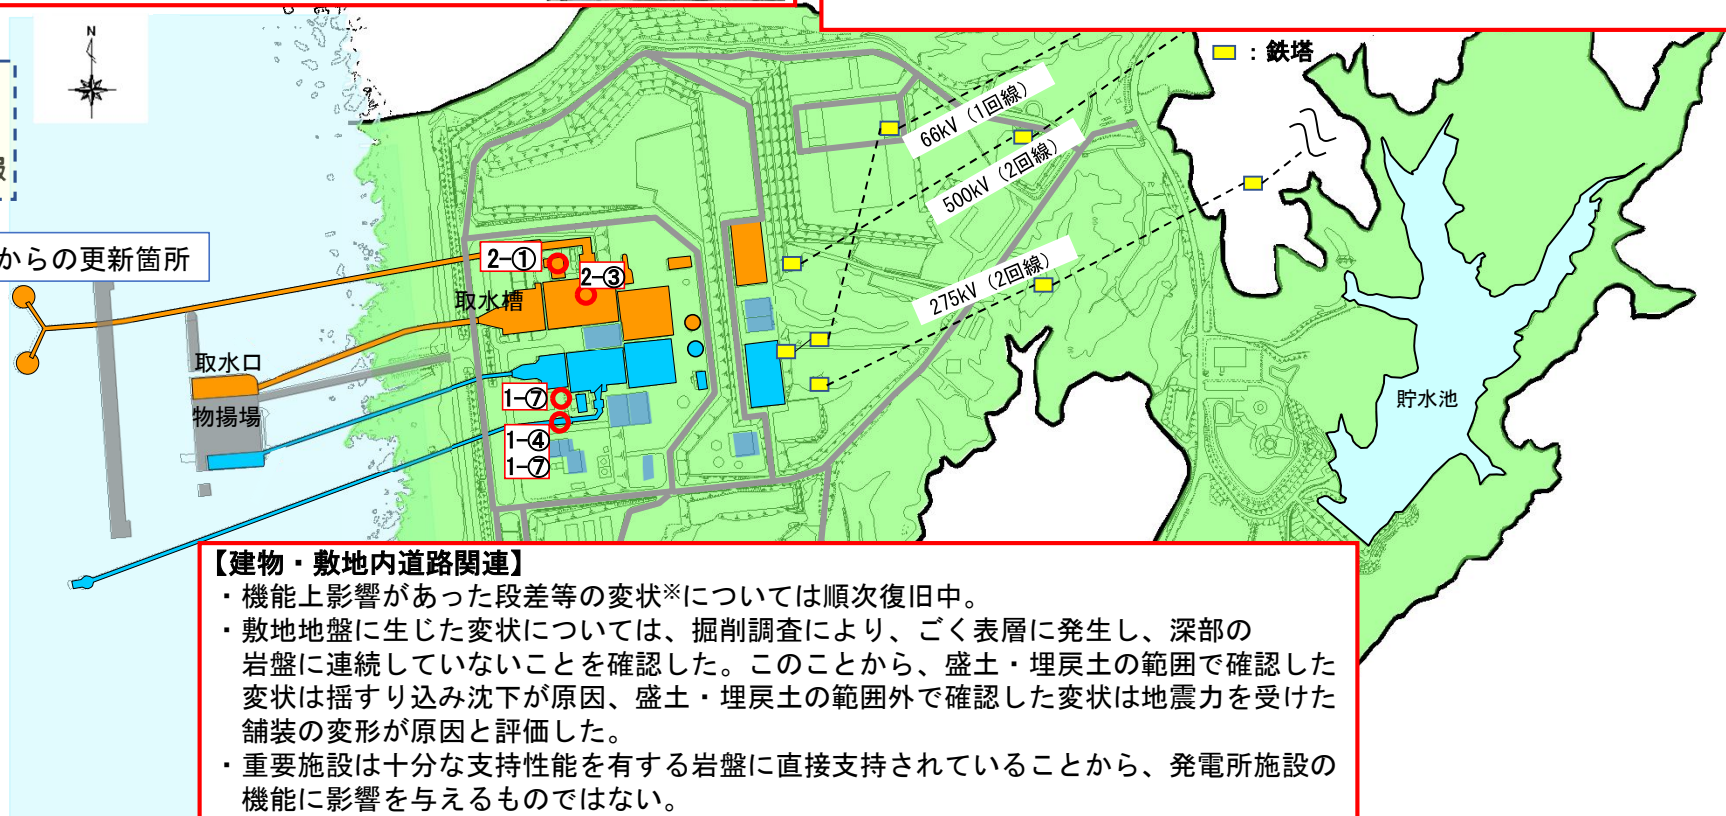 N
：鉄塔
66kV（1回線）
500kV（2回線）
275kV（2回線）
からの更新箇所
2-①
2-③
取水槽
取水口
物揚場
1-⑦
1-④
1-⑦
貯水池
【建物・敷地内道路関連】
・機能上影響があった段差等の変状※については順次復旧中。
・敷地地盤に生じた変状については、掘削調査により、ごく表層に発生し、深部の
岩盤に連続していないことを確認した。このことから、盛土・埋戻土の範囲で確認した
変状は揺すり込み沈下が原因、盛土・埋戻土の範囲外で確認した変状は地震力を受けた
舗装の変形が原因と評価した。
・重要施設は十分な支持性能を有する岩盤に直接支持されていることから、発電所施設の
機能に影響を与えるものではない。